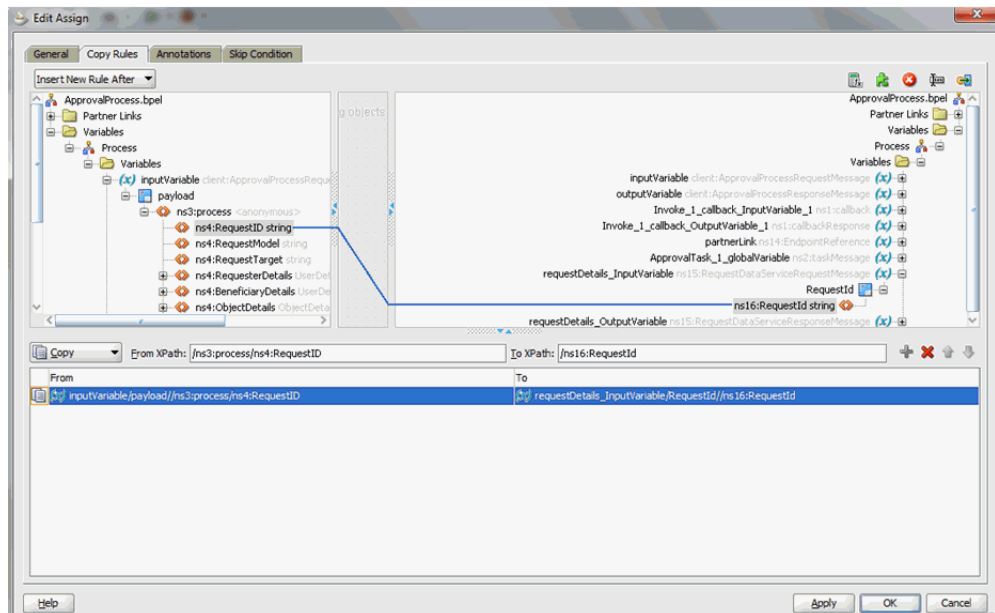 Edit Assign
General Copy Rules Annotations Skip Condition
Insert New Rule After
ApprovalProcess.bpel
Partner Links
Variables
Process
Variables
inputVariable client:ApprovalProcessReque
payload
ns3:process <anonymous>
ns4:RequestID string
ns4:RequestModel string
ns4:RequestTarget string
ns4:RequesterDetails UserDet
ns4:BeneficiaryDetails UserDe
ns4:ObjectDetails ObjectDeta
g objects
ApprovalProcess.bpel
Partner Links
Variables
Process
Variables
inputVariable client:ApprovalProcessRequestMessage (x)
outputVariable client:ApprovalProcessResponseMessage (x)
Invoke_1_callback_InputVariable_1 ns1:callback (x)
Invoke_1_callback_OutputVariable_1 ns1:callbackResponse (x)
partnerLink ns14:EndpointReference (x)
ApprovalTask_1_globalVariable ns2:taskMessage (x)
requestDetails_InputVariable ns15:RequestDataServiceRequestMessage (x)
RequestId
ns16:RequestId string
requestDetails_OutputVariable ns15:RequestDataServiceResponseMessage (x)
Copy From XPath: /ns3:process/ns4:RequestID To XPath: /ns16:RequestId
From To
inputVariable/payload//ns3:process/ns4:RequestID requestDetails_InputVariable/RequestId//ns16:RequestId
Help Apply OK Cancel